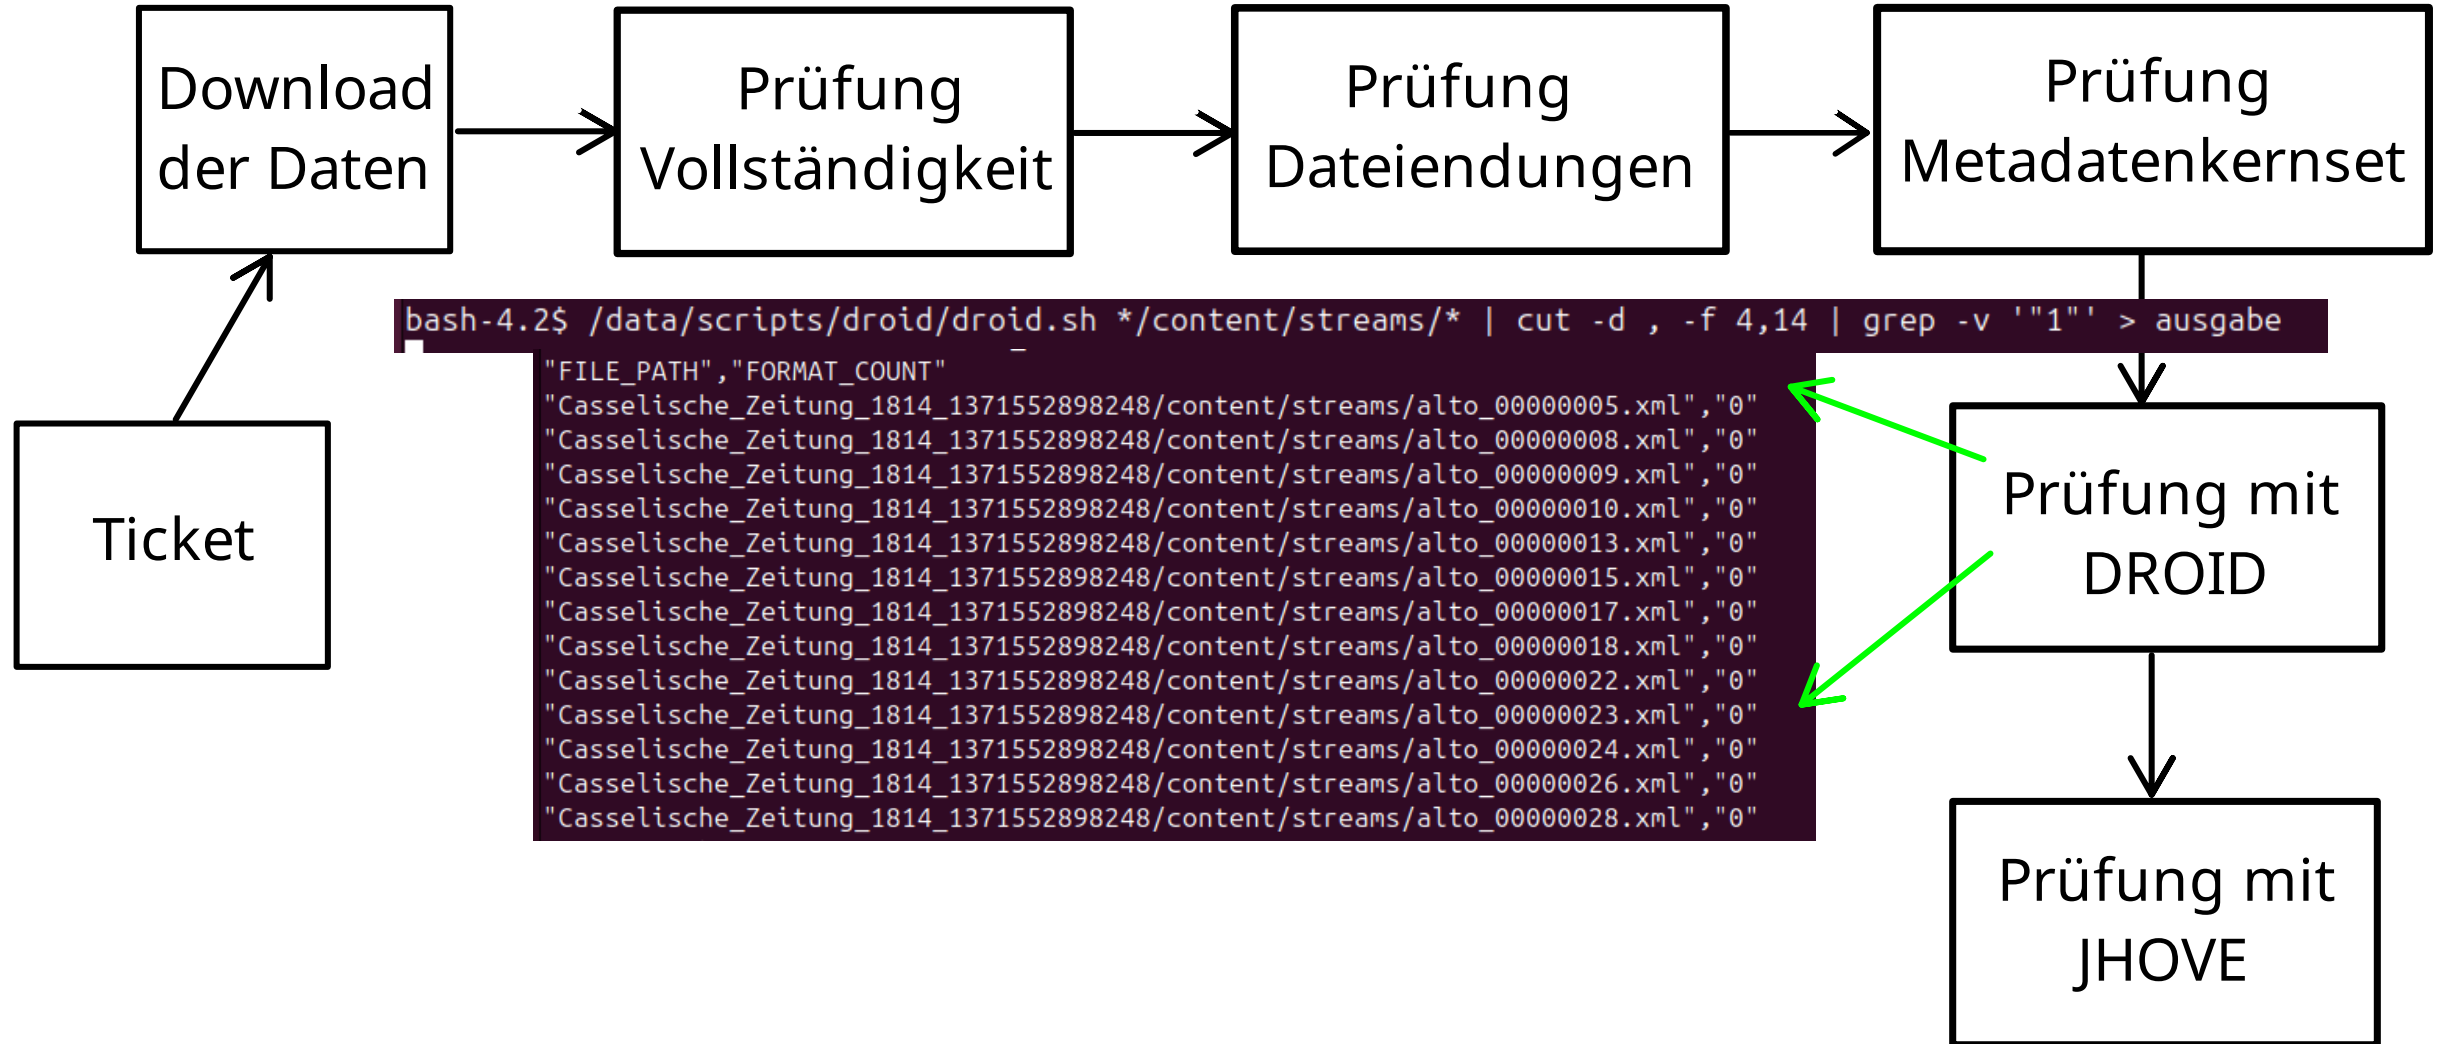 Download
der Daten
Prüfung
Vollständigkeit
Prüfung
Dateiendungen
Prüfung
Metadatenkernset
bash-4.2$ /data/scripts/droid/droid.sh */content/streams/* | cut -d , -f 4,14 | grep -v '"1"' > ausgabe
"FILE_PATH","FORMAT_COUNT"
"Casselische_Zeitung_1814_1371552898248/content/streams/alto_00000005.xml","0"
"Casselische_Zeitung_1814_1371552898248/content/streams/alto_00000008.xml","0"
"Casselische_Zeitung_1814_1371552898248/content/streams/alto_00000009.xml","0"
"Casselische_Zeitung_1814_1371552898248/content/streams/alto_00000010.xml","0"
"Casselische_Zeitung_1814_1371552898248/content/streams/alto_00000013.xml","0"
"Casselische_Zeitung_1814_1371552898248/content/streams/alto_00000015.xml","0"
"Casselische_Zeitung_1814_1371552898248/content/streams/alto_00000017.xml","0"
"Casselische_Zeitung_1814_1371552898248/content/streams/alto_00000018.xml","0"
"Casselische_Zeitung_1814_1371552898248/content/streams/alto_00000022.xml","0"
"Casselische_Zeitung_1814_1371552898248/content/streams/alto_00000023.xml","0"
"Casselische_Zeitung_1814_1371552898248/content/streams/alto_00000024.xml","0"
"Casselische_Zeitung_1814_1371552898248/content/streams/alto_00000026.xml","0"
"Casselische_Zeitung_1814_1371552898248/content/streams/alto_00000028.xml","0"
Ticket
Prüfung mit
DROID
Prüfung mit
JHOVE